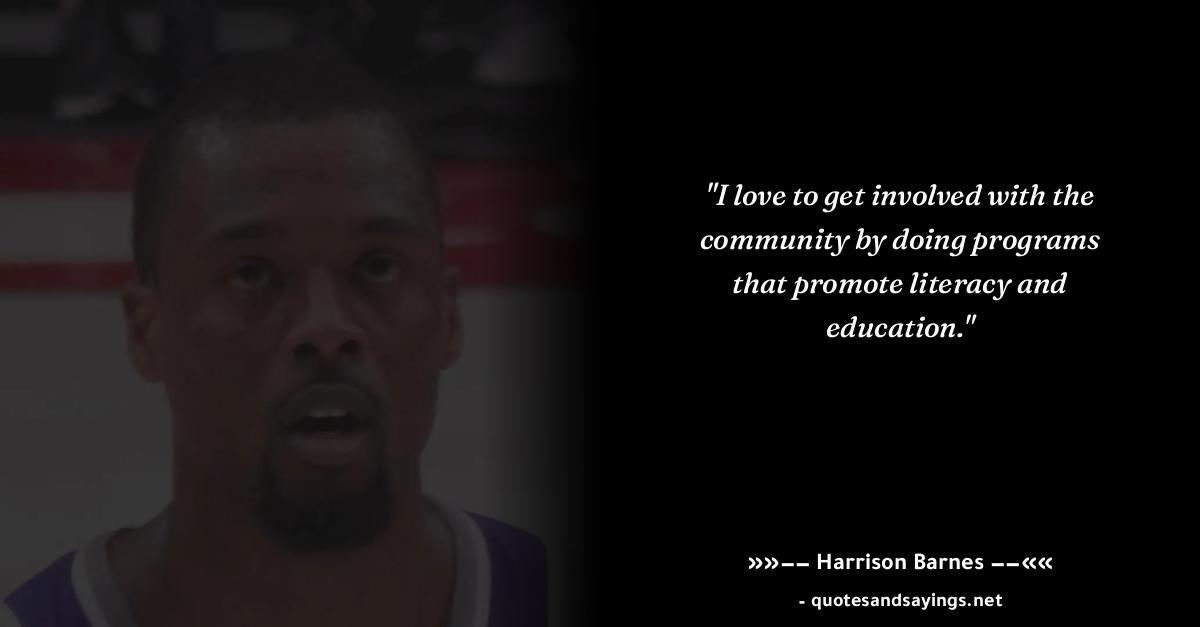 "I love to get involved with the
community by doing programs
that promote literacy and
education."
»»−− Harrison Barnes −−««
- quotesandsayings.net